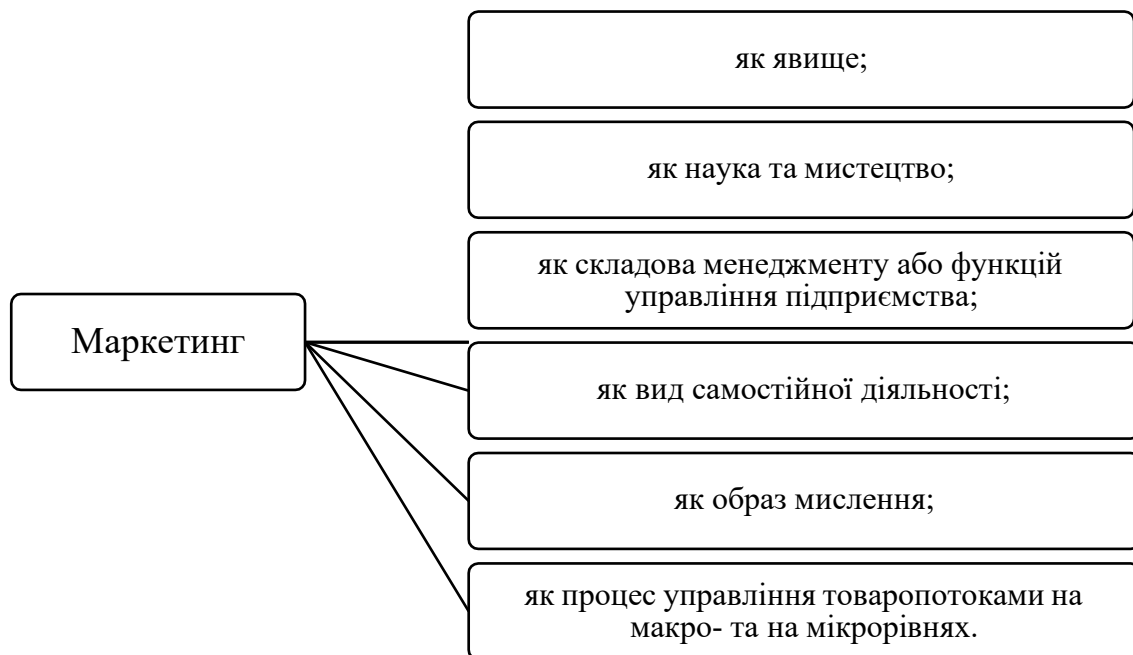 як явище;
як наука та мистецтво;
як складова менеджменту або функцій
управління підприємства;
Маркетинг
як вид самостійної діяльності;
як образ мислення;
як процес управління товаропотоками на
макро- та на мікрорівнях.